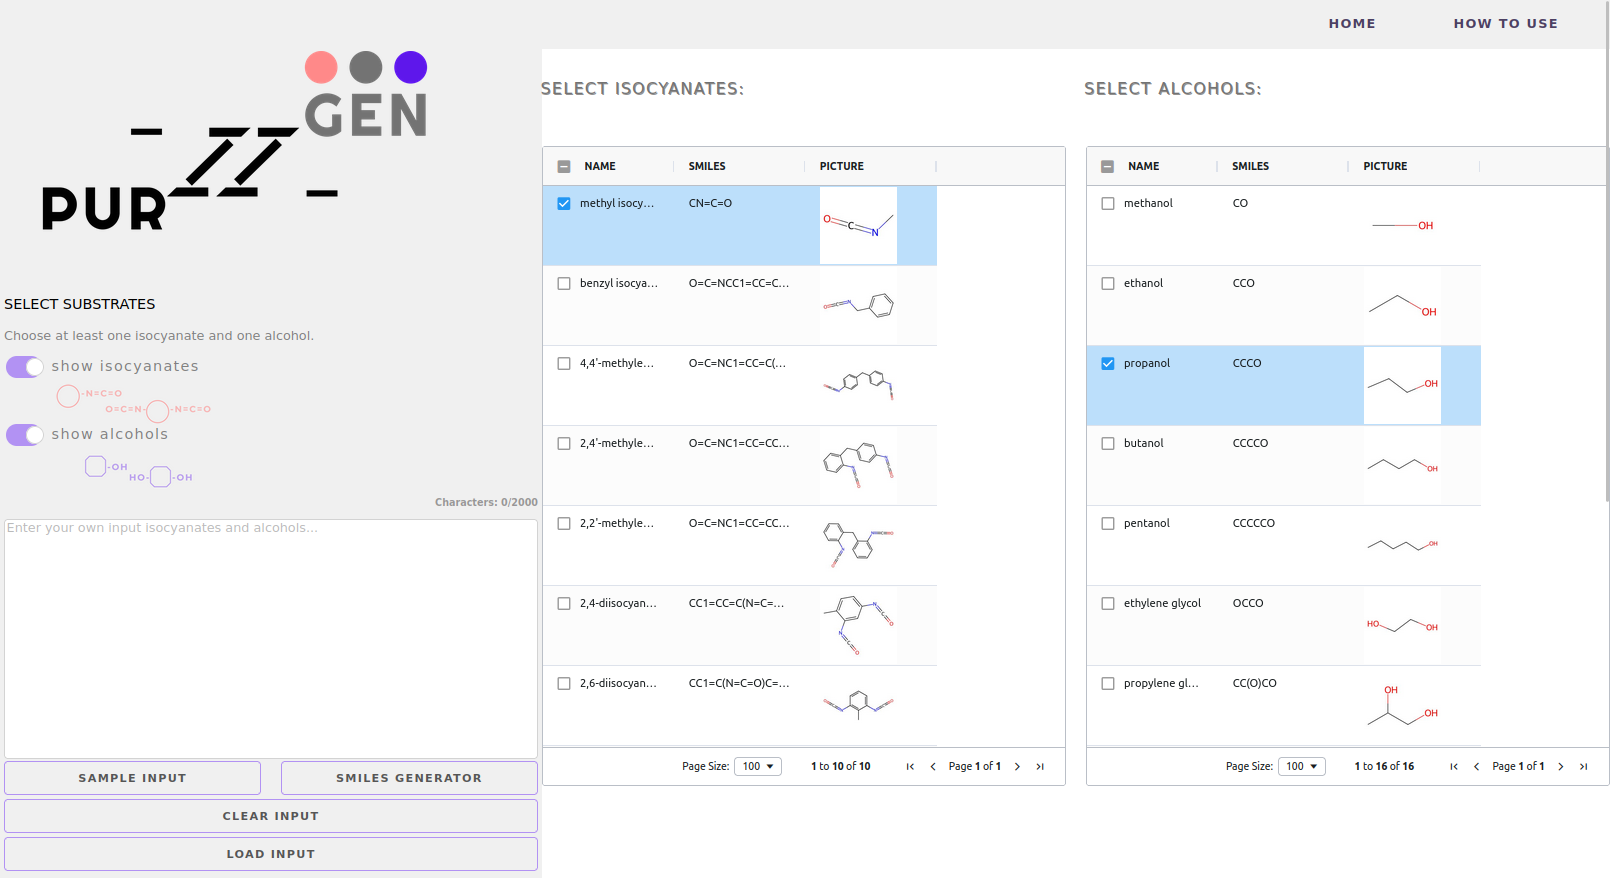 HOME
HOW TO USE
GEN
PUR
SELECT SUBSTRATES
Choose at least one isocyanate and one alcohol.
show isocyanates
-N=C=O
O=C=N- -N=C=O
show alcohols
-OH
HO- -OH
Characters: 0/2000
Enter your own input isocyanates and alcohols...
SAMPLE INPUT
SMILES GENERATOR
CLEAR INPUT
LOAD INPUT
SELECT ISOCYANATES:
NAME SMILES PICTURE
methyl isocy... CN=C=O
O C N
benzyl isocya... O=C=NCC1=CC=C...
4,4'-methyle... O=C=NC1=CC=C(...
2,4'-methyle... O=C=NC1=CC=CC...
2,2'-methyle... O=C=NC1=CC=CC...
2,4-diisocyan... CC1=CC=C(N=C=...
2,6-diisocyan... CC1=C(N=C=O)C=...
Page Size: 100 1 to 10 of 10 Page 1 of 1
SELECT ALCOHOLS:
NAME SMILES PICTURE
methanol CO
OH
ethanol CCO
OH
propanol CCCO
OH
butanol CCCCO
OH
pentanol CCCCCO
OH
ethylene glycol OCCO
HO OH
propylene gl... CC(O)CO
OH
OH
Page Size: 100 1 to 16 of 16 Page 1 of 1